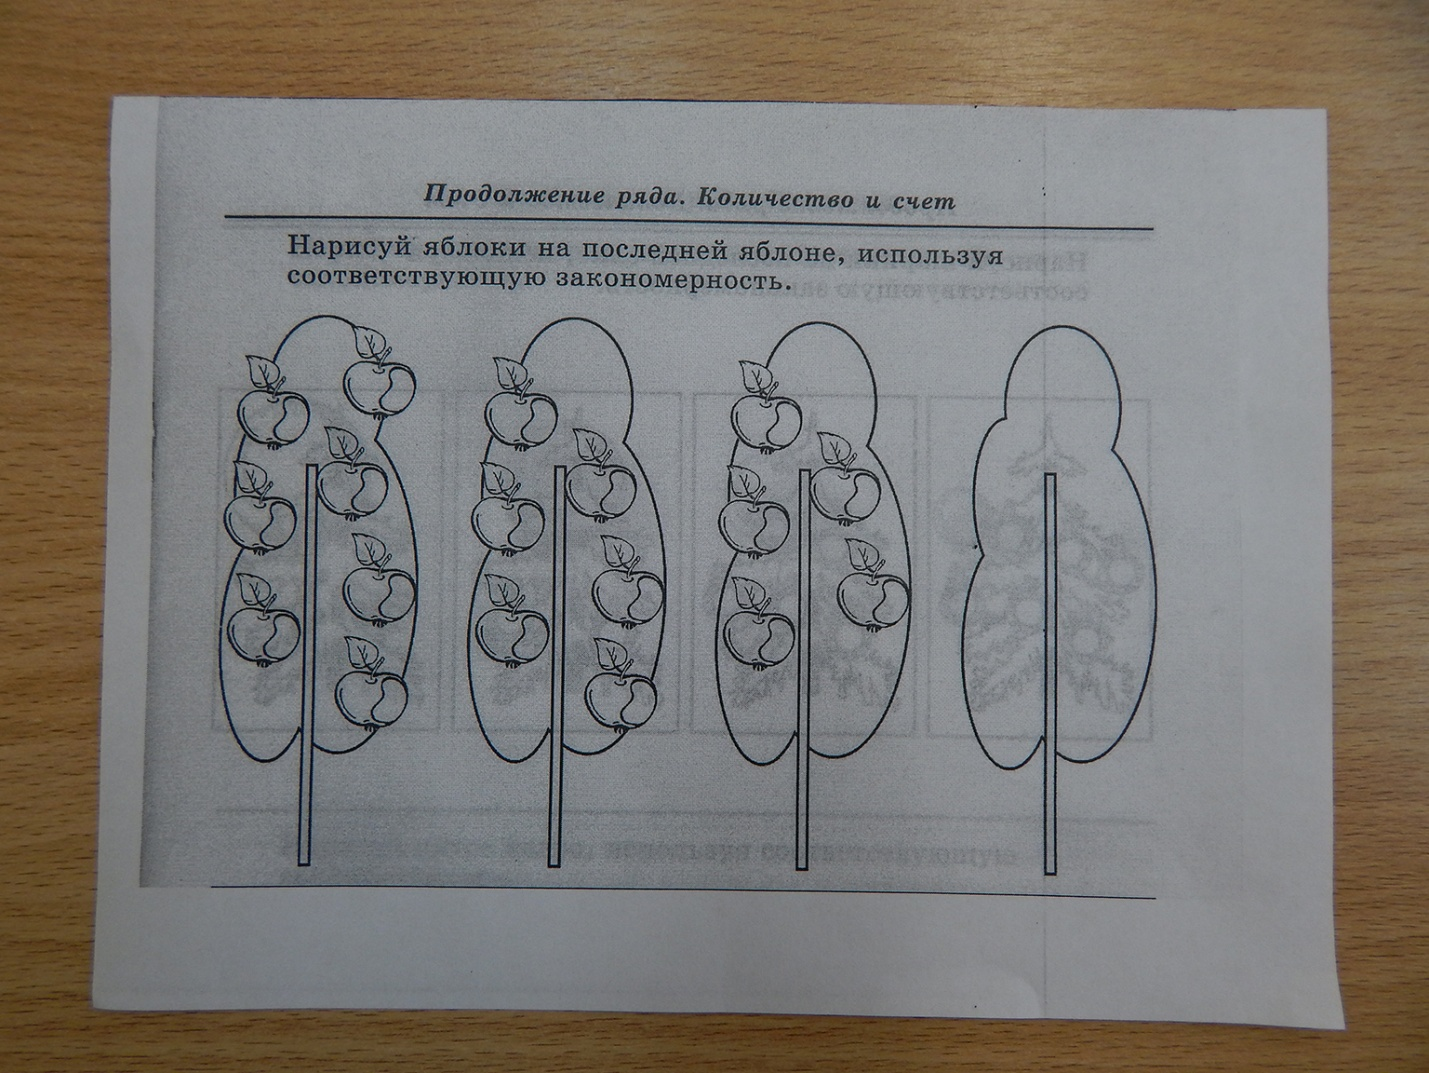 Продолжение ряда. Количество и счет
Нарисуй яблоки на последней яблоне, используя
соответствующую закономерность.